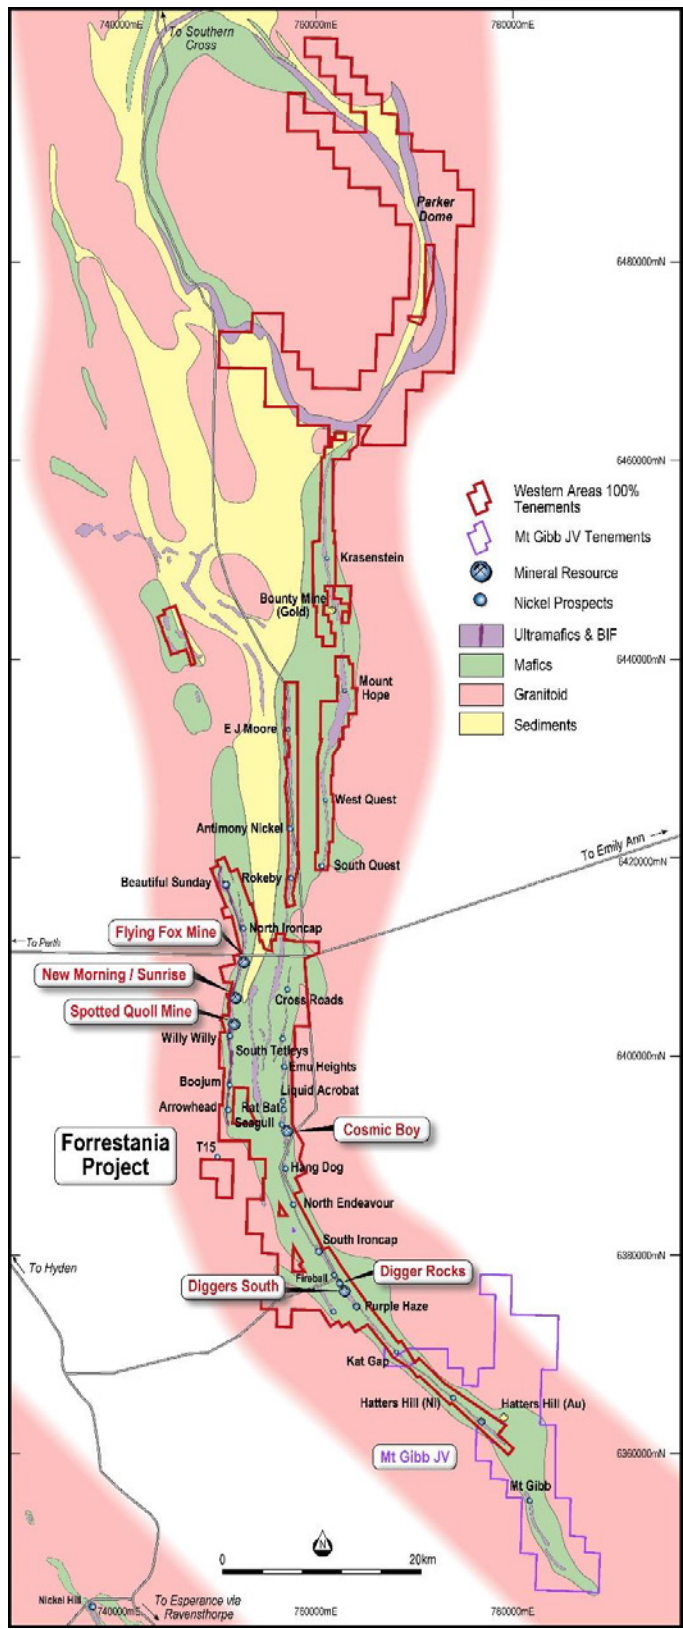 740000mE
760000mE
780000mE
To Southern
Cross
Parker
Dome
6480000mN
6460000mN
Western Areas 100%
Tenements
Mt Gibb JV Tenements
Mineral Resource
Nickel Prospects
Ultramafics & BIF
Mafics
Granitoid
Sediments
Krasenstein
Bounty Mine
(Gold)
6440000mN
Mount
Hope
E J Moore
West Quest
Antimony Nickel
To Emily Ann
6420000mN
South Quest
Rokeby
Beautiful Sunday
North Ironcap
Flying Fox Mine
To Perth
New Morning / Sunrise
Cross Roads
Spotted Quoll Mine
Willy Willy
South Tetleys
6400000mN
Emu Heights
Boojum
Liquid Acrobat
Arrowhead
Rat Bat
Seagull
Cosmic Boy
Forrestania
Project
T15
Hang Dog
North Endeavour
South Ironcap
6380000mN
To Hyden
Fireball
Digger Rocks
Diggers South
Purple Haze
Kat Gap
Hatters Hill (Ni)
Hatters Hill (Au)
Mt Gibb JV
6360000mN
Mt Gibb
N
0
20km
Nickel Hill
To Esperance via
Ravensthorpe
740000mE
760000mE
780000mE